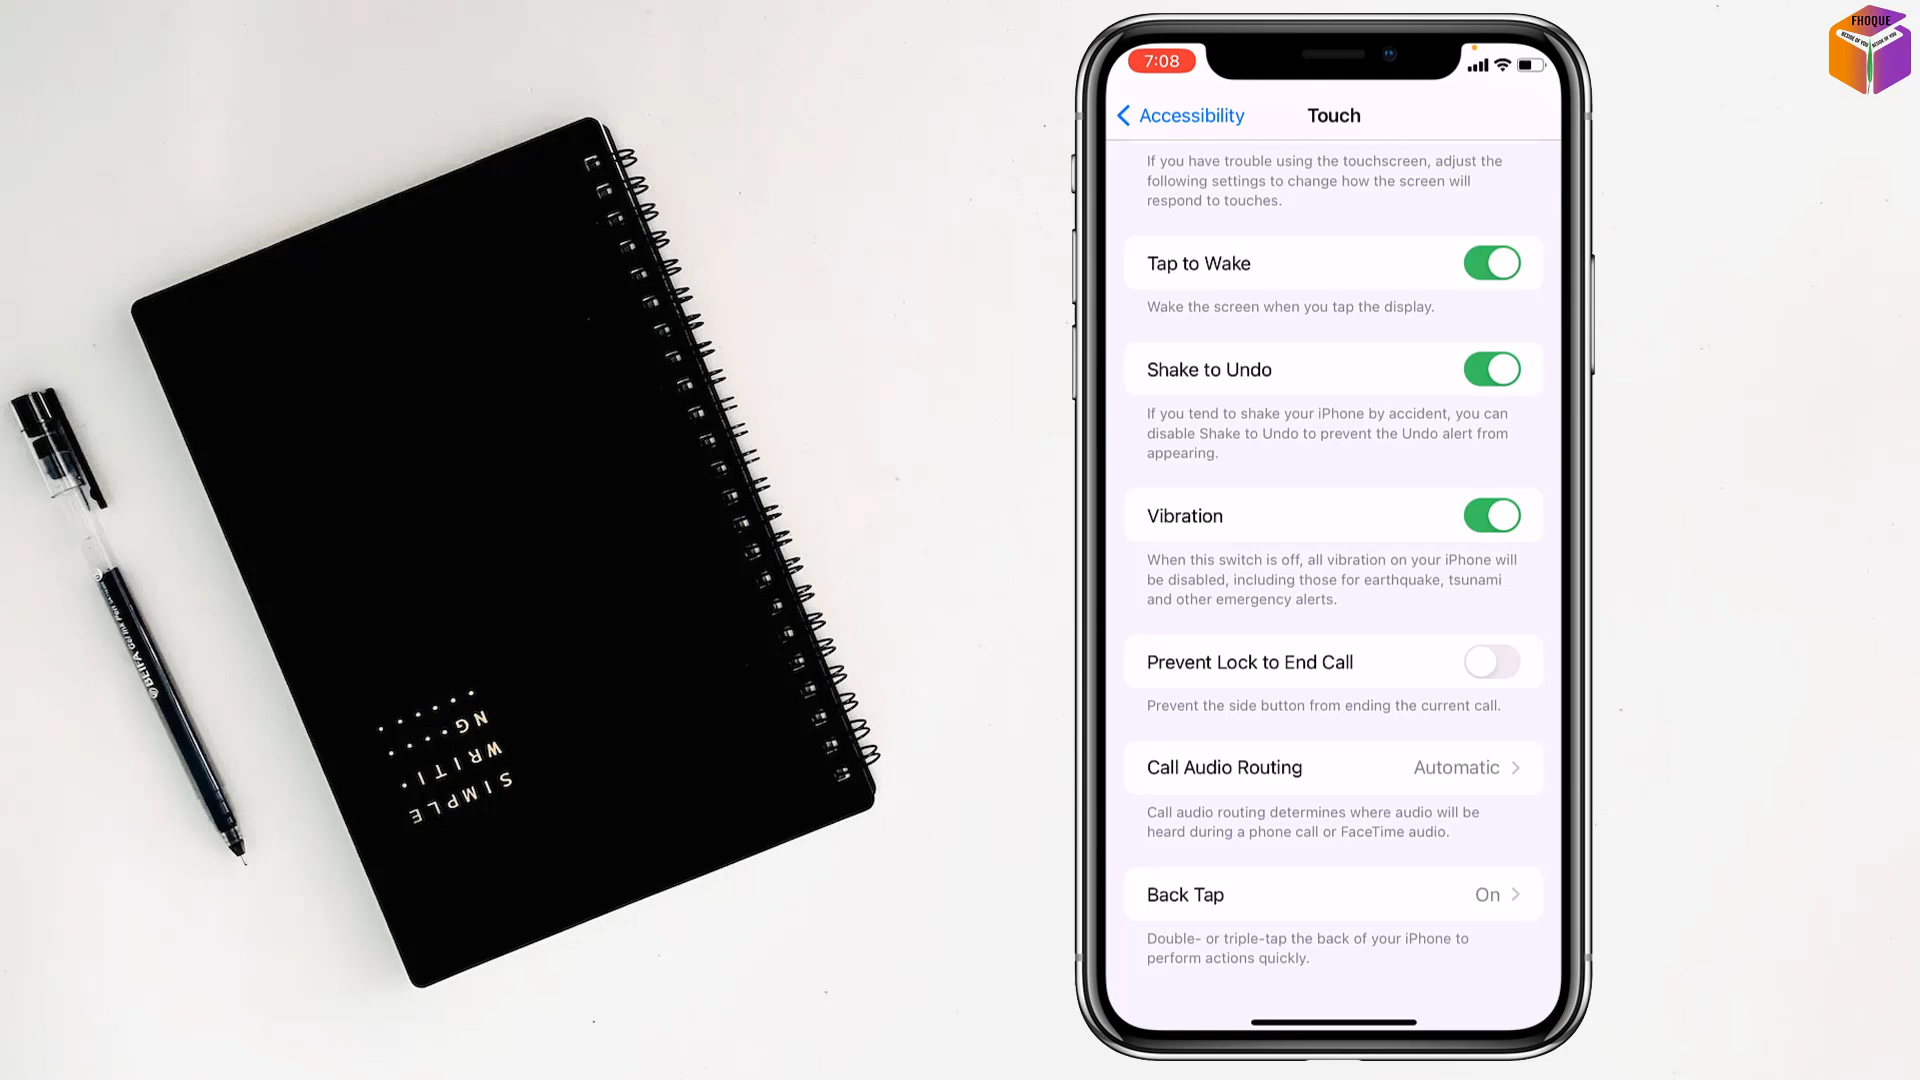 FHOQUE
7:08
Accessibility
Touch
If you have trouble using the touchscreen, adjust the
following settings to change how the screen will
respond to touches.
Tap to Wake
Wake the screen when you tap the display.
Shake to Undo
If you tend to shake your iPhone by accident, you can
disable Shake to Undo to prevent the Undo alert from
appearing.
Vibration
When this switch is off, all vibration on your iPhone will
be disabled, including those for earthquake, tsunami
and other emergency alerts.
Prevent Lock to End Call
Prevent the side button from ending the current call.
Call Audio Routing
Automatic
Call audio routing determines where audio will be
heard during a phone call or FaceTime audio.
Back Tap
On
Double- or triple-tap the back of your iPhone to
perform actions quickly.
SIMPLE
WRITI
NG